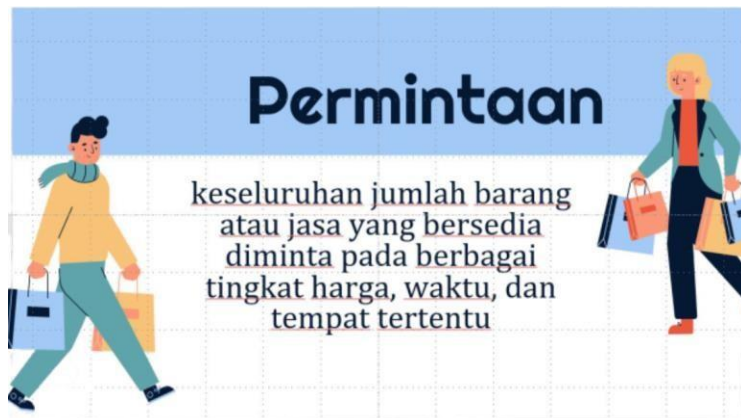 Permintaan
keseluruhan jumlah barang
atau jasa yang bersedia
diminta pada berbagai
tingkat harga, waktu, dan
tempat tertentu